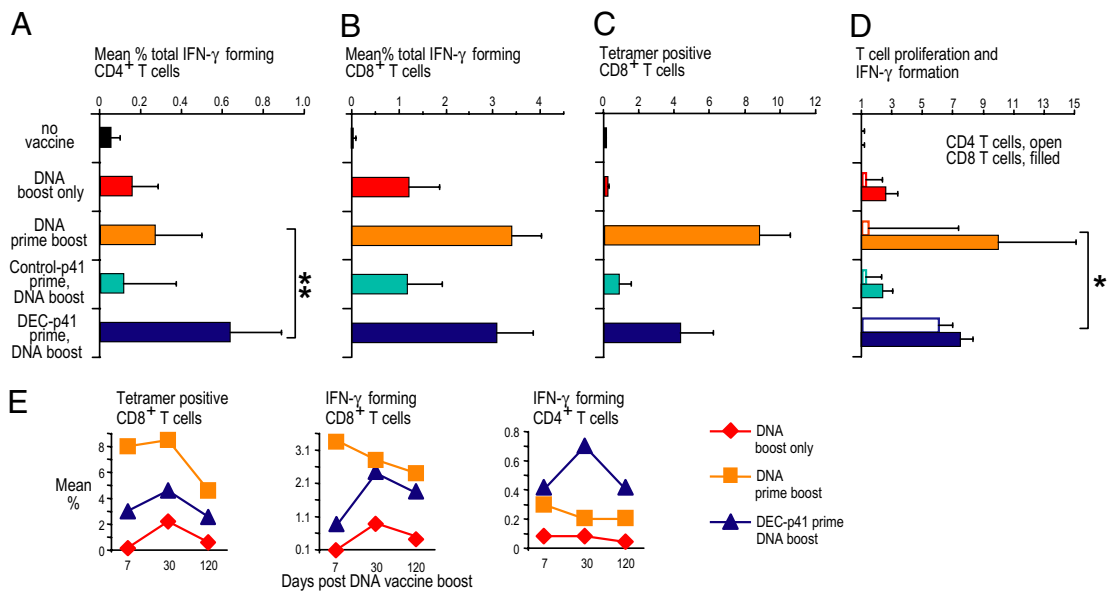 A
Mean % total IFN-γ forming
CD4+ T cells
0 0.2 0.4 0.6 0.8 1.0
B
Mean% total IFN-γ forming
CD8+ T cells
0 1 2 3 4
C
Tetramer positive
CD8+ T cells
0 2 4 6 8 10 12
D
T cell proliferation and
IFN-γ formation
1 3 5 7 9 11 15
no
vaccine
DNA
boost only
DNA
prime boost
Control-p41
prime,
DNA boost
DEC-p41
prime,
DNA boost
**
CD4 T cells, open
CD8 T cells, filled
*
E
Tetramer positive
CD8+ T cells
Mean
%
8
6
4
2
0
7 30 120
IFN-γ forming
CD8+ T cells
3.1
2.1
1.1
0.1
7 30 120
IFN-γ forming
CD4+ T cells
0.8
0.6
0.4
0.2
0
7 30 120
Days post DNA vaccine boost
DNA
boost only
DNA
prime boost
DEC-p41 prime
DNA boost